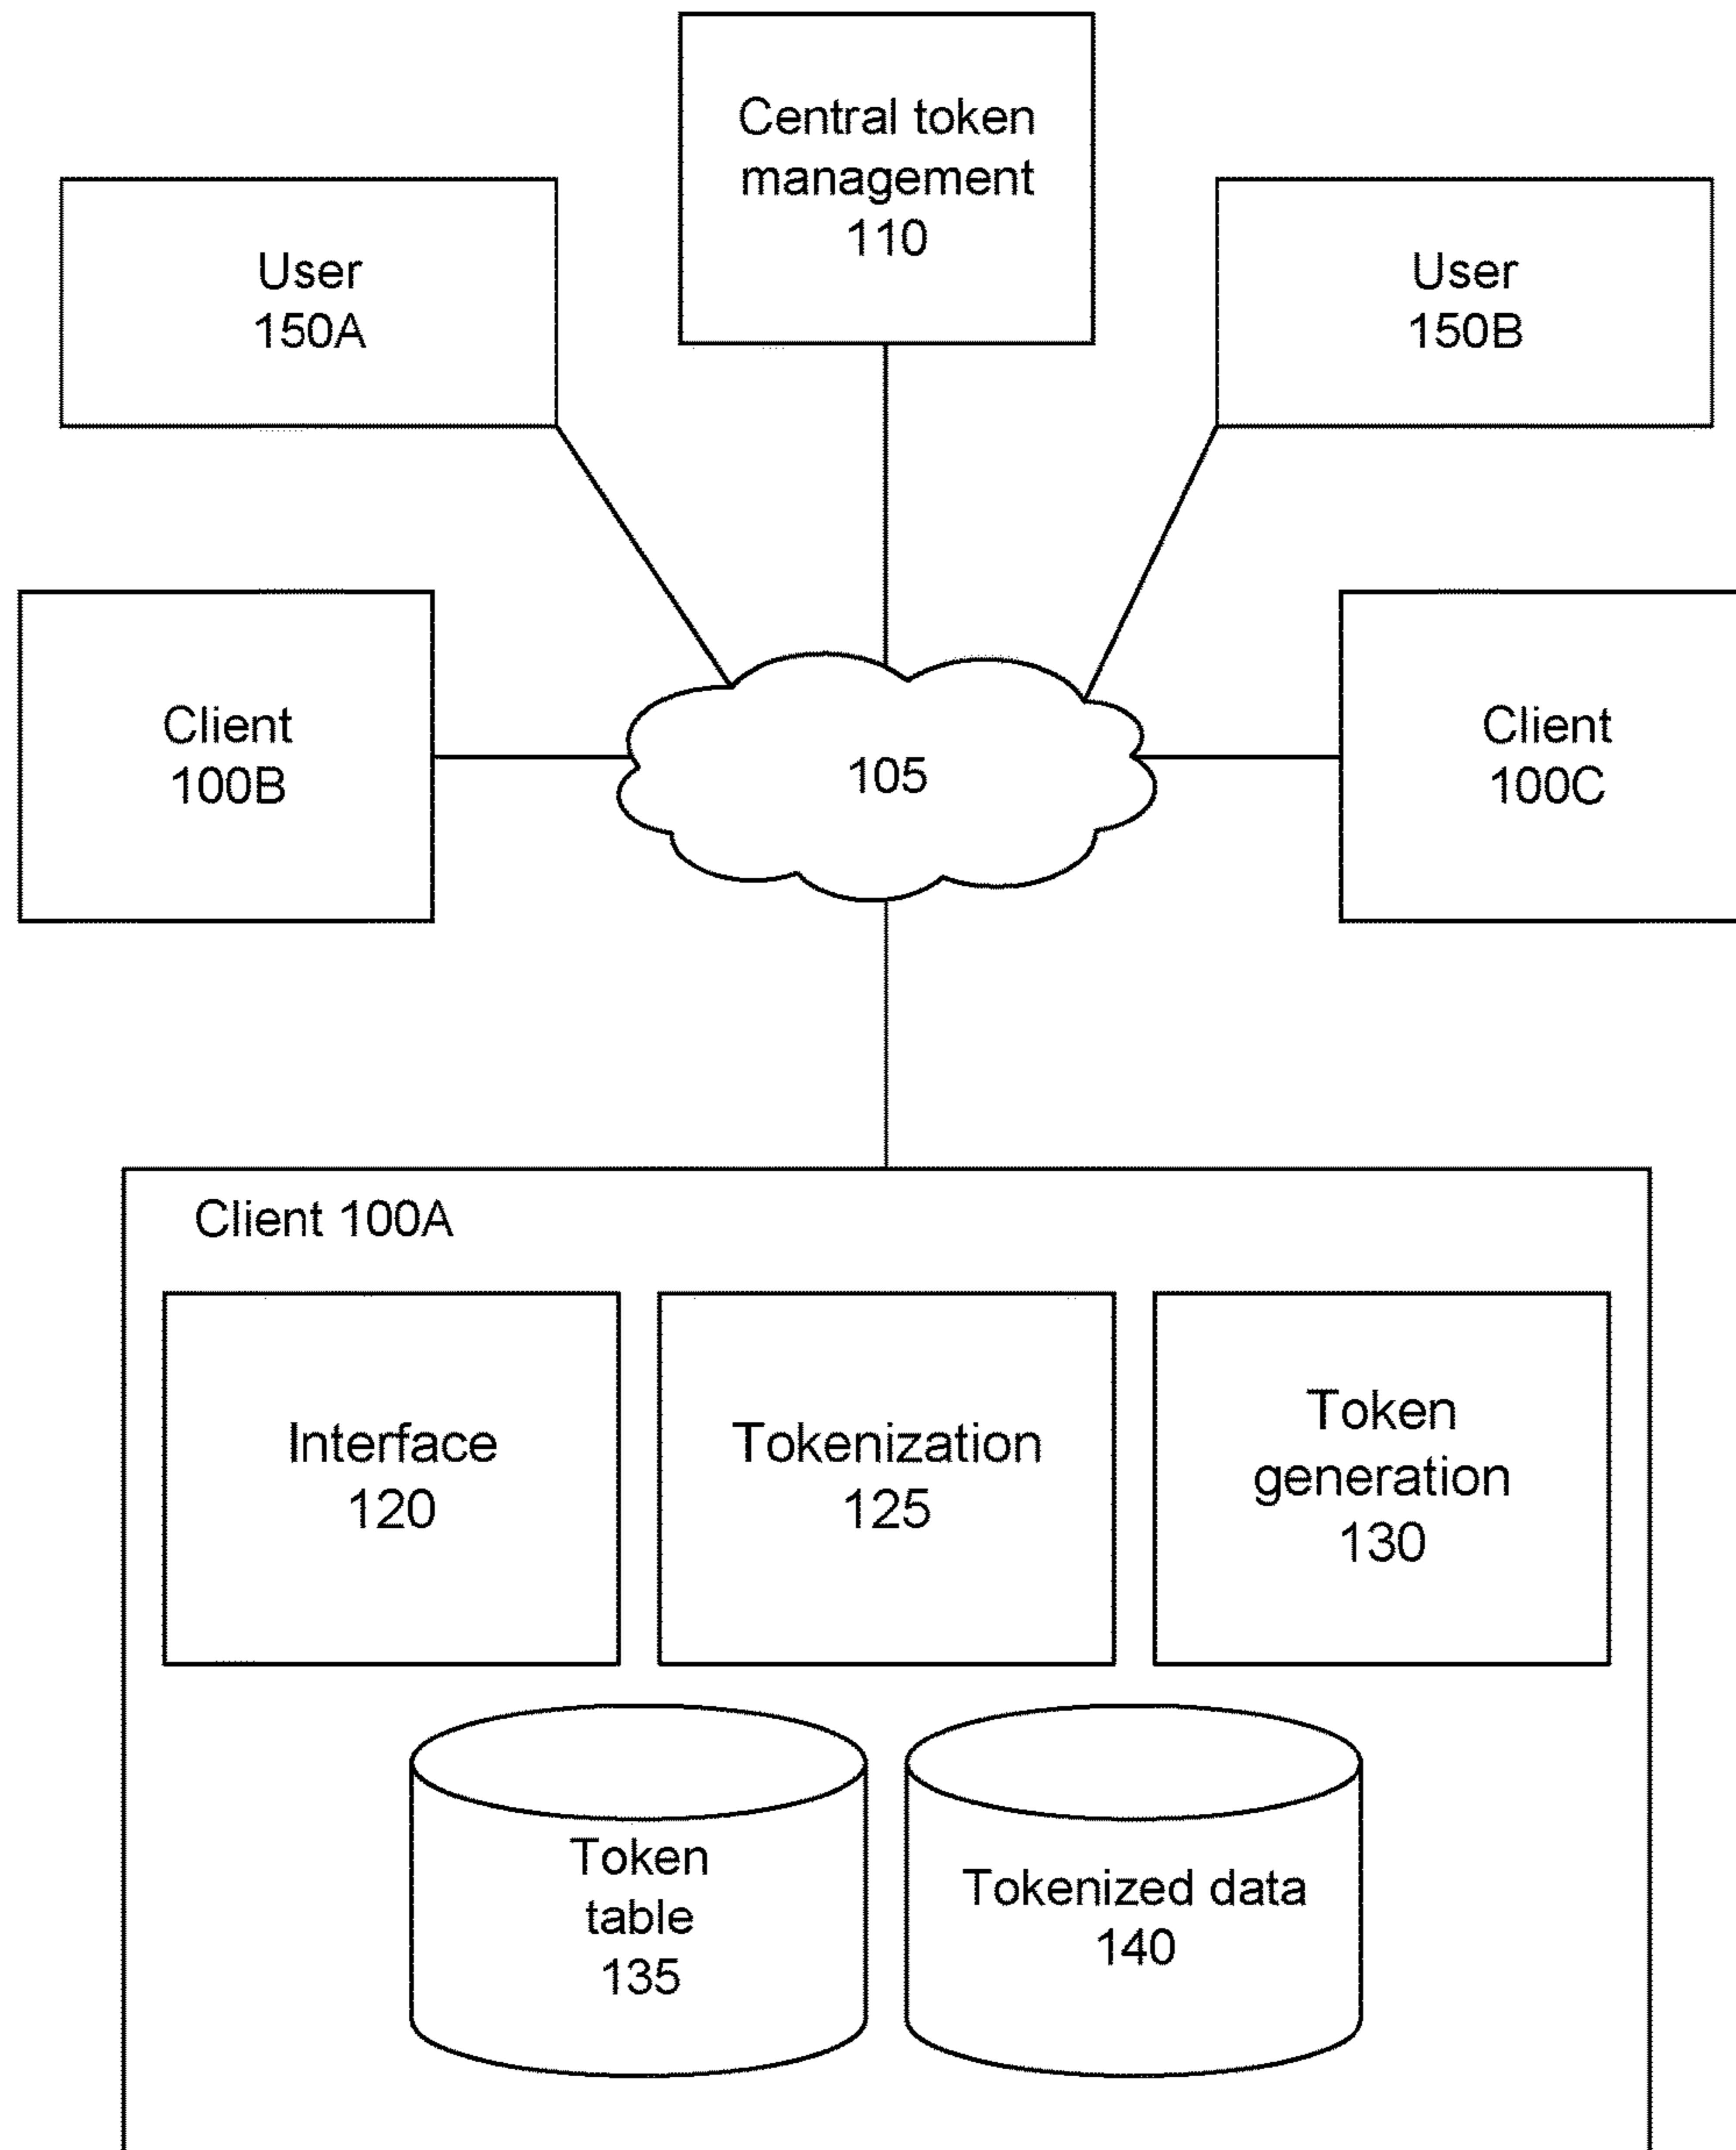 Central token
management
110
User
150A
User
150B
Client
100B
105
Client
100C
Client 100A
Interface
120
Tokenization
125
Token
generation
130
Token
table
135
Tokenized data
140